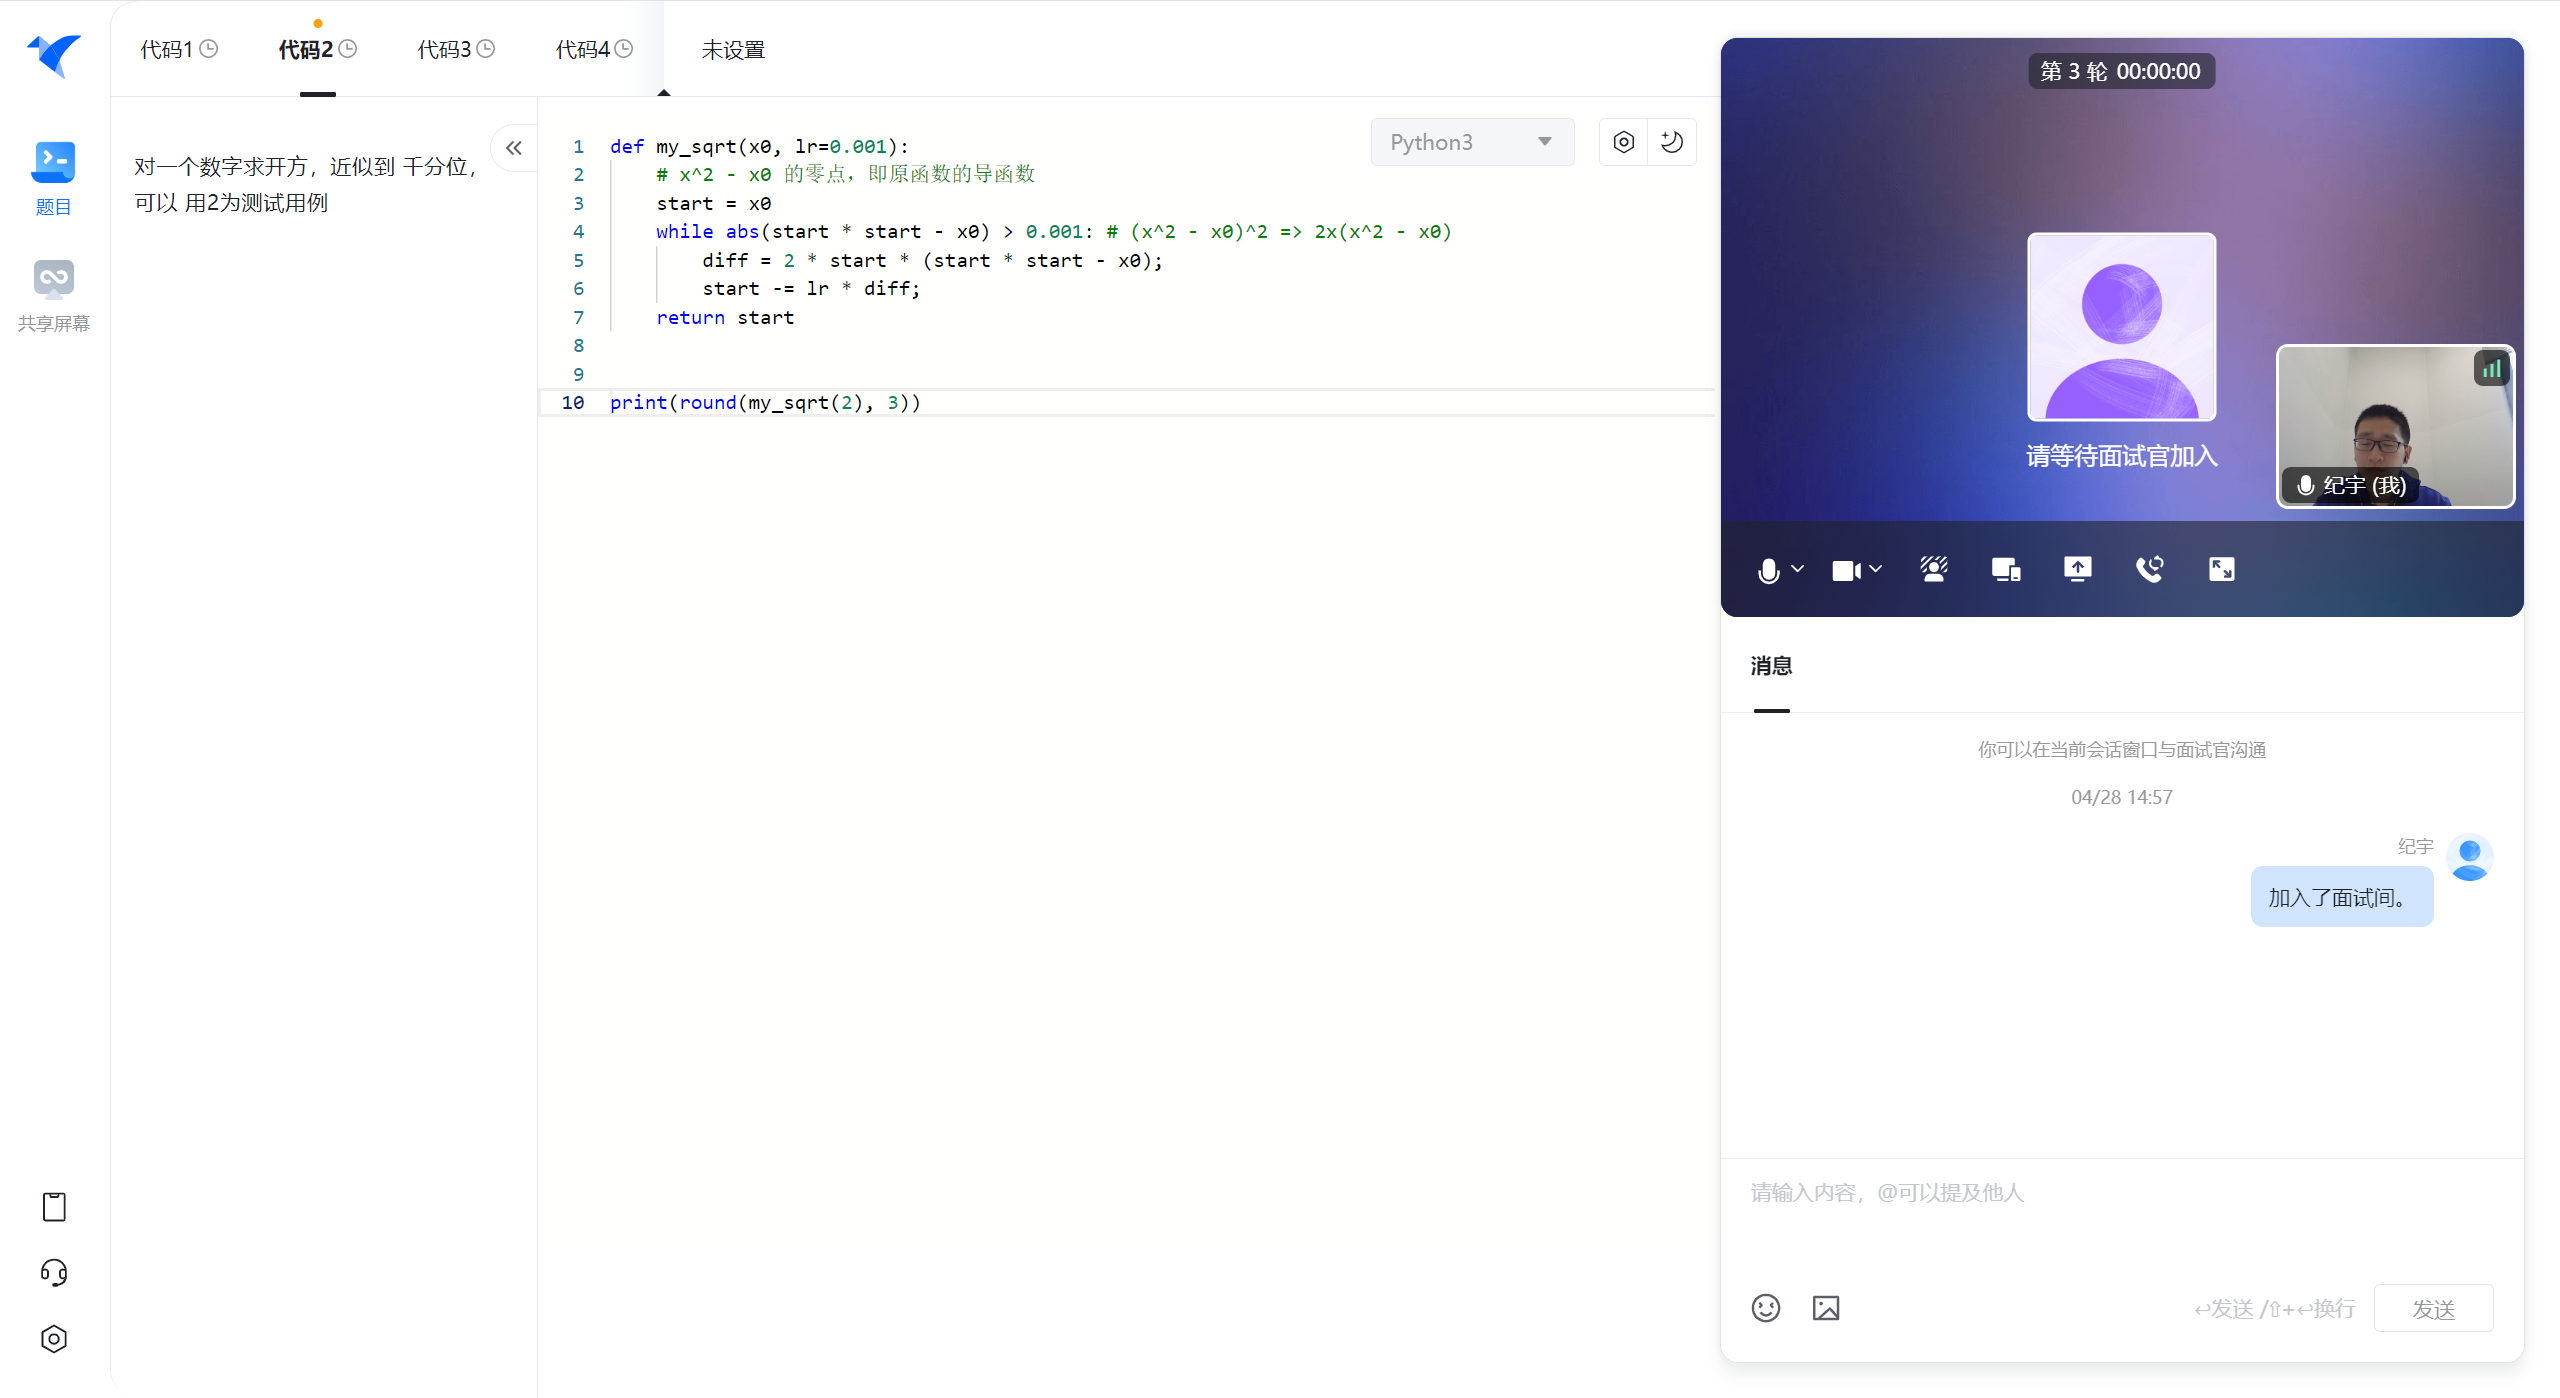 代码1
代码2
代码3
代码4
未设置
题目
共享屏幕
对一个数字求开方，近似到 千分位，
可以 用2为测试用例
Python3
1 def my_sqrt(x0, lr=0.001):
2 # x^2 - x0 的零点，即原函数的导函数
3 start = x0
4 while abs(start * start - x0) > 0.001: # (x^2 - x0)^2 => 2x(x^2 - x0)
5 diff = 2 * start * (start * start - x0);
6 start -= lr * diff;
7 return start
8
9
10 print(round(my_sqrt(2), 3))
第 3 轮 00:00:00
请等待面试官加入
纪宇 (我)
消息
你可以在当前会话窗口与面试官沟通
04/28 14:57
纪宇
加入了面试间。
请输入内容，@可以提及他人
↩发送 /⇧+↩换行
发送